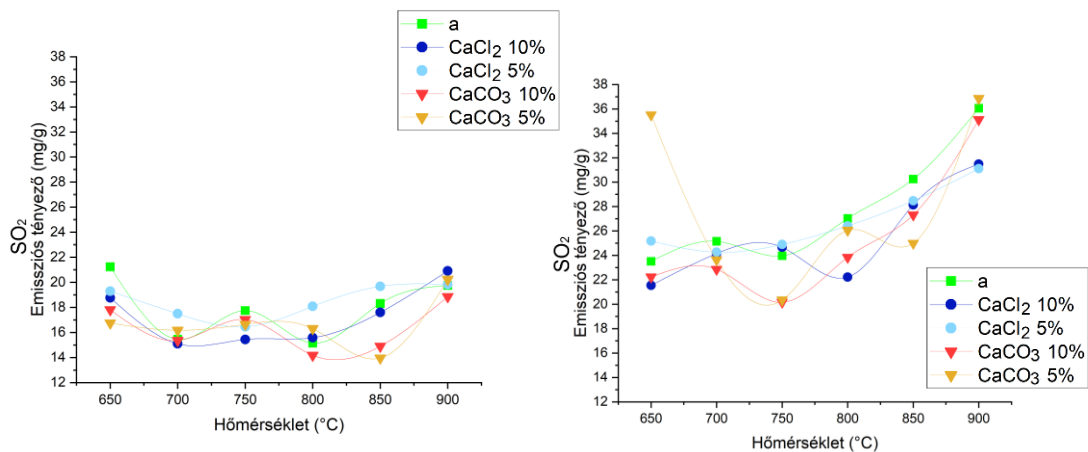 a
CaCl2 10%
CaCl2 5%
CaCO3 10%
CaCO3 5%
38
36
34
32
30
28
26
24
22
20
18
16
14
12
SO2
Emissziós tényező (mg/g)
650 700 750 800 850 900
Hőmérséklet (°C)
38
36
34
32
30
28
26
24
22
20
18
16
14
12
SO2
Emissziós tényező (mg/g)
a
CaCl2 10%
CaCl2 5%
CaCO3 10%
CaCO3 5%
650 700 750 800 850 900
Hőmérséklet (°C)